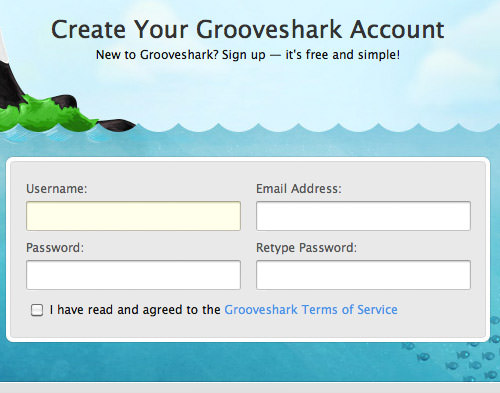 Create Your Grooveshark Account
New to Grooveshark? Sign up — it's free and simple!
Username:
Email Address:
Password:
Retype Password:
I have read and agreed to the Grooveshark Terms of Service